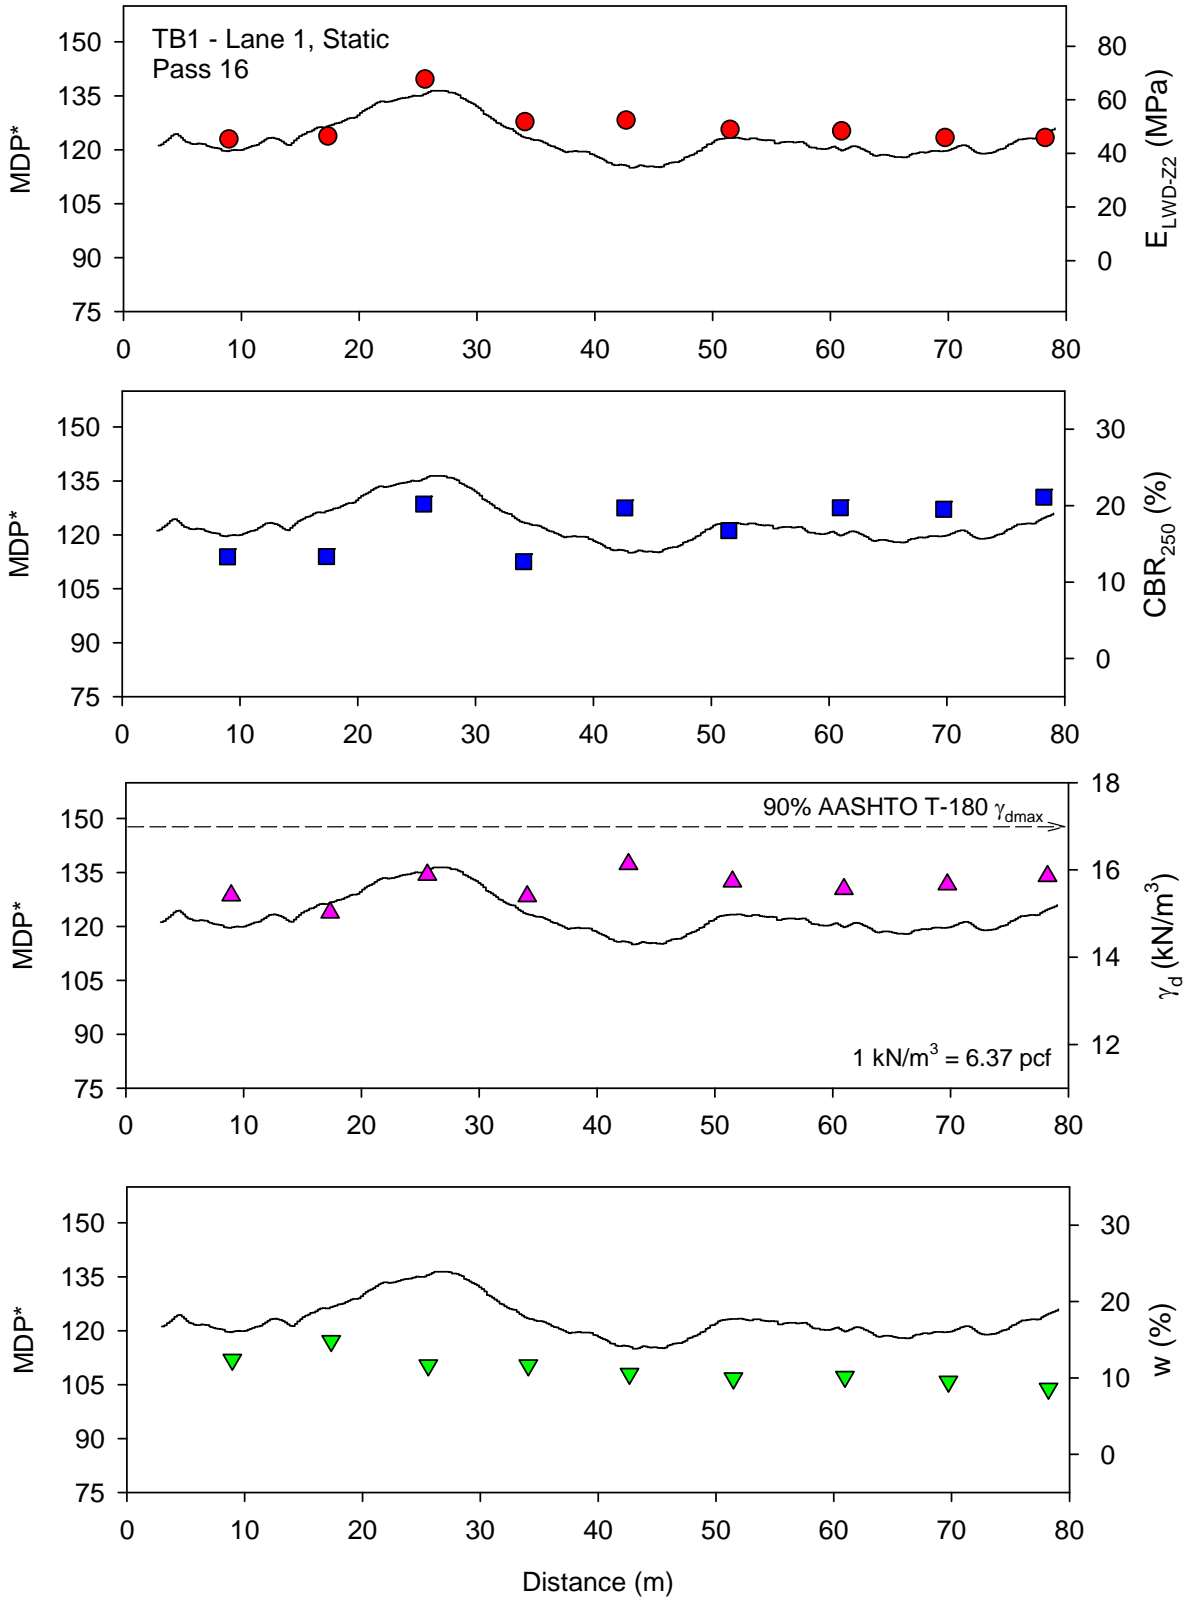 TB1 - Lane 1, Static
Pass 16
MDP*
150
135
120
105
90
75
80
60
40
20
0
E_LWD-Z2 (MPa)
0 10 20 30 40 50 60 70 80
MDP*
150
135
120
105
90
75
30
20
10
0
CBR_250 (%)
0 10 20 30 40 50 60 70 80
MDP*
150
135
120
105
90
75
90% AASHTO T-180 γ_dmax
1 kN/m³ = 6.37 pcf
18
16
14
12
γ_d (kN/m³)
0 10 20 30 40 50 60 70 80
MDP*
150
135
120
105
90
75
30
20
10
0
w (%)
0 10 20 30 40 50 60 70 80
Distance (m)